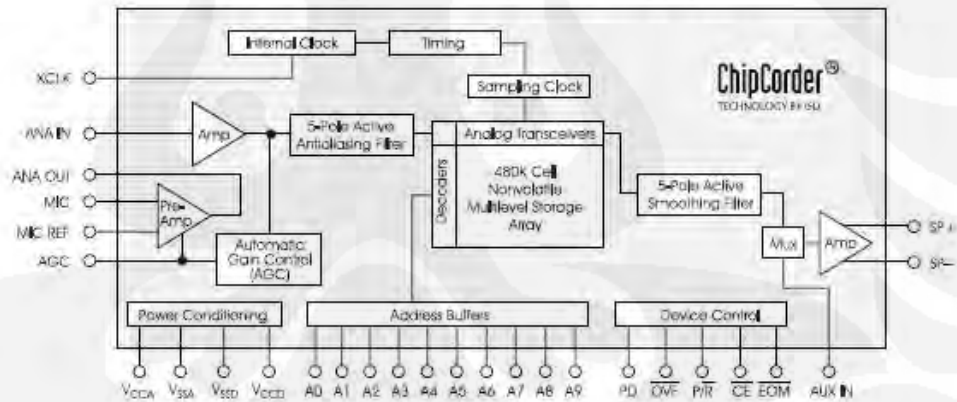 Internal Clock
Timing
XCLK
Sampling Clock
ChipCorder®
TECHNOLOGY BY ISD
ANA IN
Amp
5-Pole Active
Antialiasing Filter
Decoders
Analog Transceivers
480K Cell
Nonvolatile
Multilevel Storage
Array
5-Pole Active
Smoothing Filter
ANA OUT
MIC
Pre-
Amp
MIC REF
AGC
Automatic
Gain Control
(AGC)
Mux
Amp
SP+
SP–
Power Conditioning
Address Buffers
Device Control
VCCA VSSA VSSD VCCD A0 A1 A2 A3 A4 A5 A6 A7 A8 A9 PD OVF P/R CE EOM AUX IN